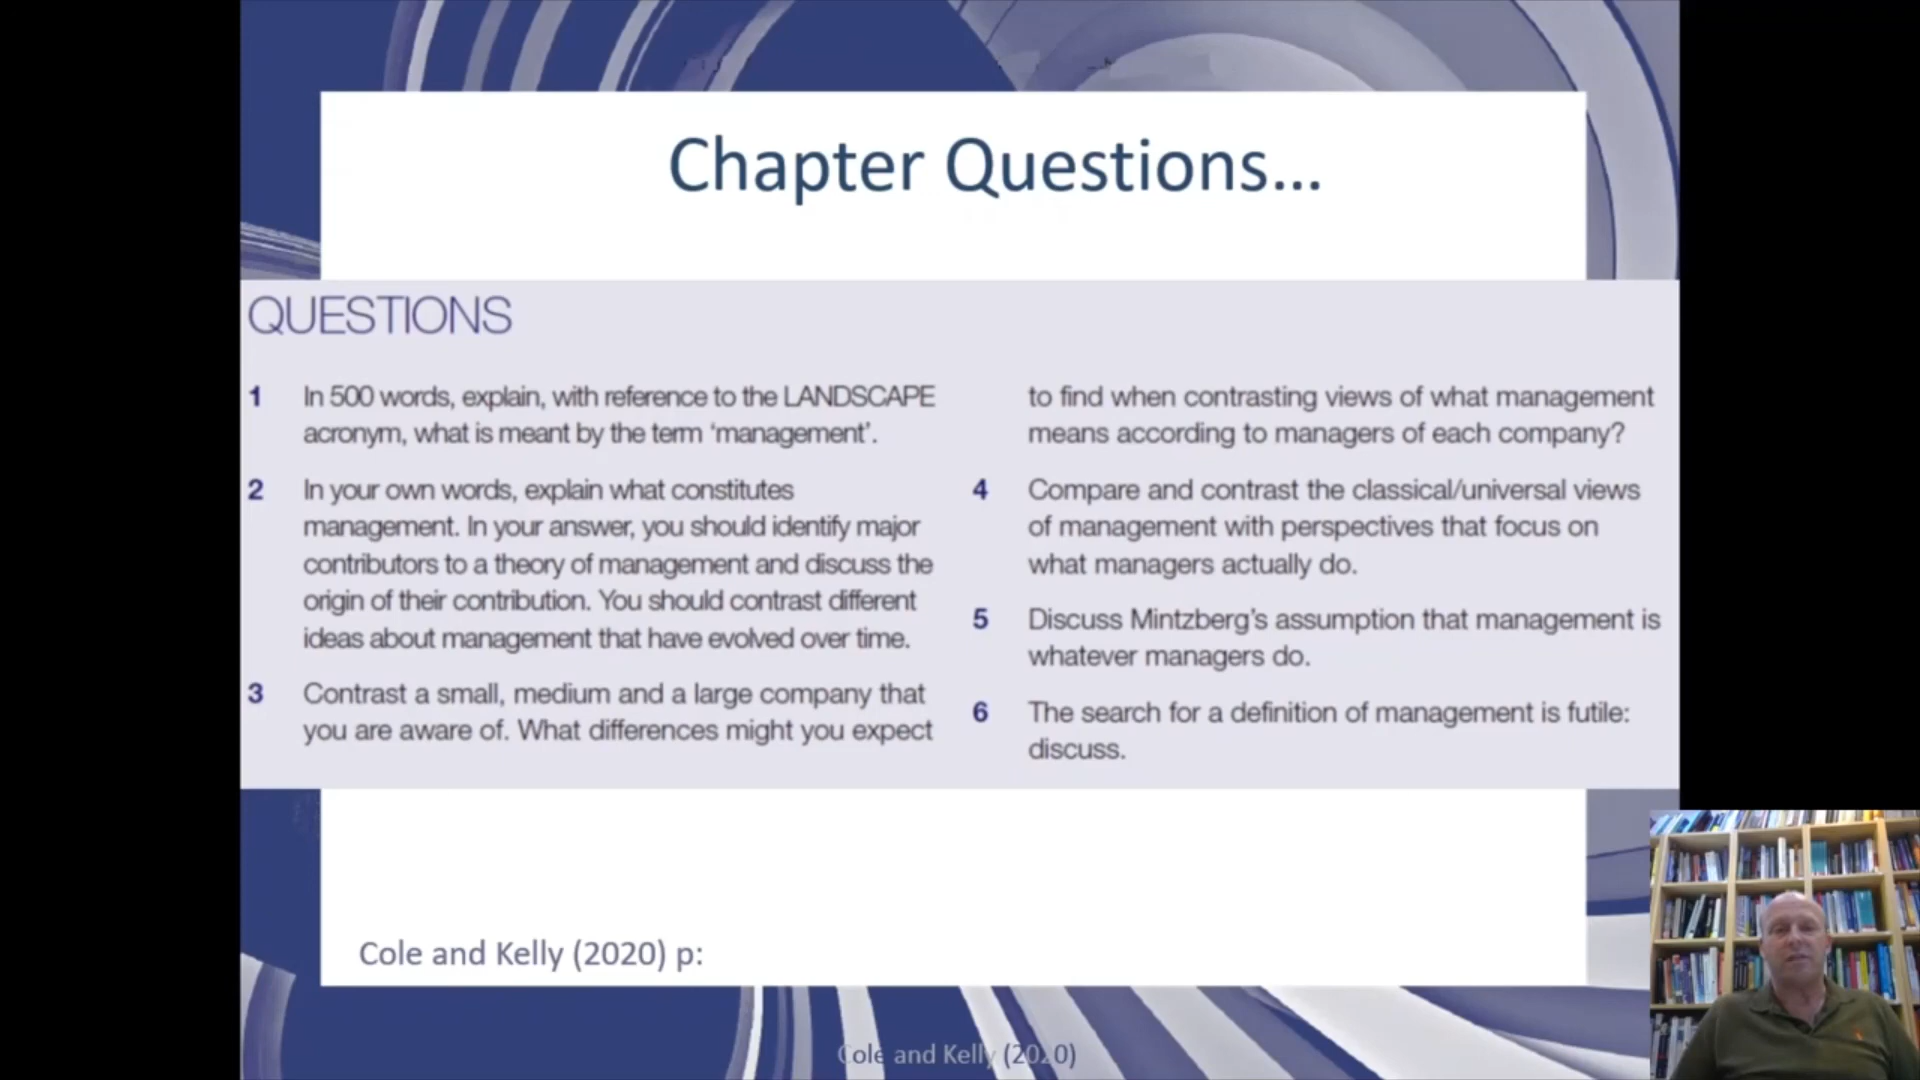 Chapter Questions...
QUESTIONS
1 In 500 words, explain, with reference to the LANDSCAPE
acronym, what is meant by the term ‘management’.
2 In your own words, explain what constitutes
management. In your answer, you should identify major
contributors to a theory of management and discuss the
origin of their contribution. You should contrast different
ideas about management that have evolved over time.
3 Contrast a small, medium and a large company that
you are aware of. What differences might you expect
to find when contrasting views of what management
means according to managers of each company?
4 Compare and contrast the classical/universal views
of management with perspectives that focus on
what managers actually do.
5 Discuss Mintzberg’s assumption that management is
whatever managers do.
6 The search for a definition of management is futile:
discuss.
Cole and Kelly (2020) p:
Cole and Kelly (2020)